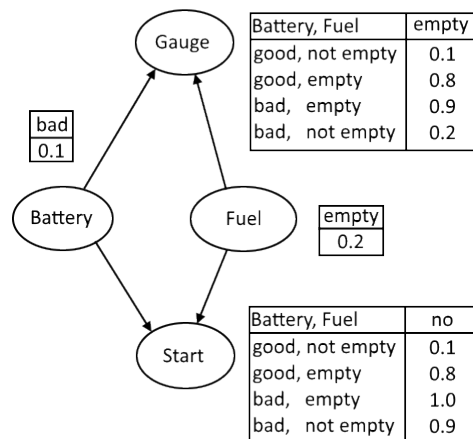 Gauge
Battery, Fuel empty
good, not empty 0.1
good, empty 0.8
bad, empty 0.9
bad, not empty 0.2
bad
0.1
Battery
Fuel
empty
0.2
Start
Battery, Fuel no
good, not empty 0.1
good, empty 0.8
bad, empty 1.0
bad, not empty 0.9